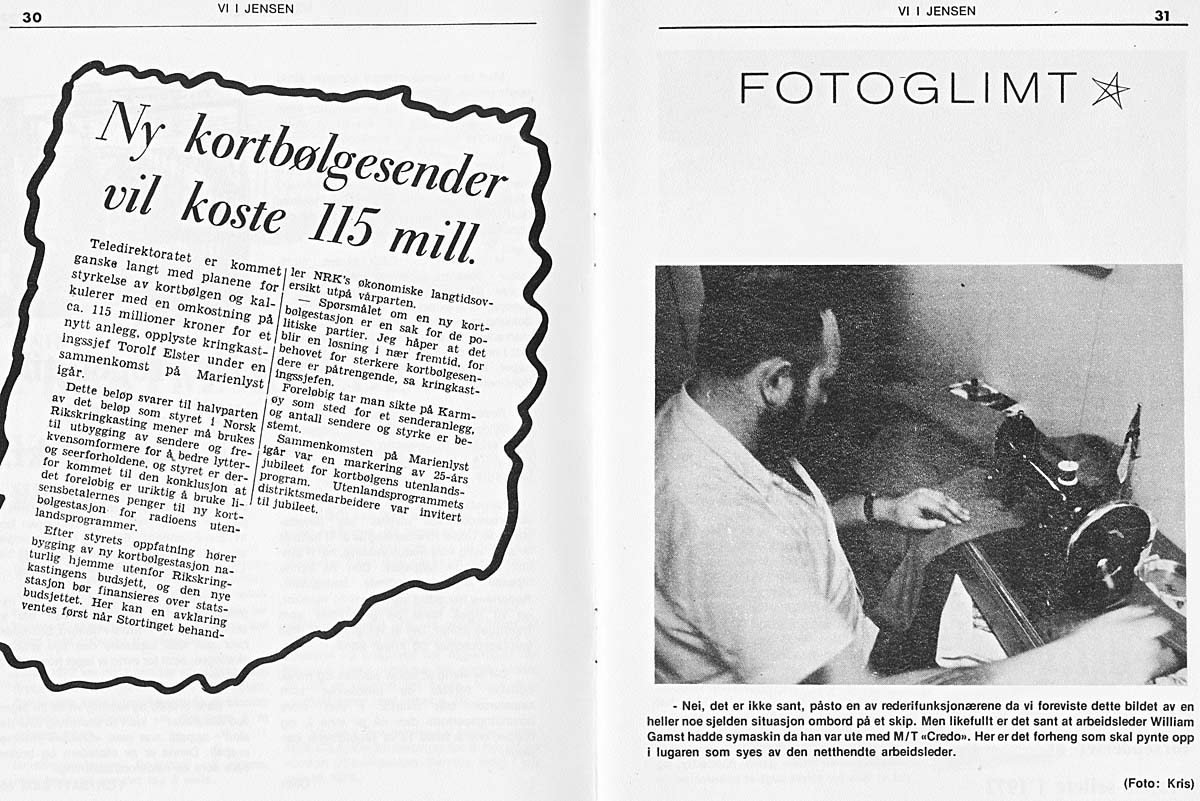 30
VI I JENSEN
Ny kortbølgesender
vil koste 115 mill.
Teledirektoratet er kommet
ganske langt med planene for
styrkelse av kortbølgen og kal-
kulerer med en omkostning på
ca. 115 millioner kroner for et
nytt anlegg, opplyste kringkast-
ingssjef Torolf Elster under en
sammenkomst på Marienlyst
igår.
Dette beløp svarer til halvparten
av det beløp som styret i Norsk
Rikskringkasting mener må brukes
til utbygging av sendere og fre-
kvensomformere for å bedre lytter-
og seerforholdene, og styret er der-
for kommet til den konklusjon at
det foreløbig er uriktig å bruke li-
sensbetalernes penger til ny kort-
bølgestasjon for radioens uten-
landsprogrammer.
Efter styrets oppfatning hører
bygging av ny kortbølgestasjon na-
turlig hjemme utenfor Rikskring-
kastingens budsjett, og den nye
stasjon bør finansieres over stats-
budsjettet. Her kan en avklaring
ventes først når Stortinget behand-
ler NRK's økonomiske langtidsov-
ersikt utpå vårparten.
— Spørsmålet om en ny kort-
bølgestasjon er en sak for de po-
litiske partier. Jeg håper at det
blir en løsning i nær fremtid, for
behovet for sterkere kortbølgesen-
dere er påtrengende, sa kringkast-
ingssjefen.
Foreløbig tar man sikte på Karm-
øy som sted for et senderanlegg,
og antall sendere og styrke er be-
stemt.
Sammenkomsten på Marienlyst
igår var en markering av 25-års
jubileet for kortbølgens utenlands-
program. Utenlandsprogrammets
distriktsmedarbeidere var invitert
til jubileet.
VI I JENSEN
31
FOTOGLIMT
- Nei, det er ikke sant, påsto en av rederifunksjonærene da vi foreviste dette bildet av en
heller noe sjelden situasjon ombord på et skip. Men likefullt er det sant at arbeidsleder William
Gamst hadde symaskin da han var ute med M/T «Credo». Her er det forheng som skal pynte opp
i lugaren som syes av den netthendte arbeidsleder.
(Foto: Kris)